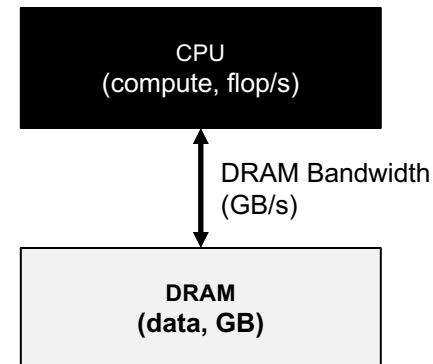 CPU
(compute, flop/s)
DRAM Bandwidth
(GB/s)
DRAM
(data, GB)